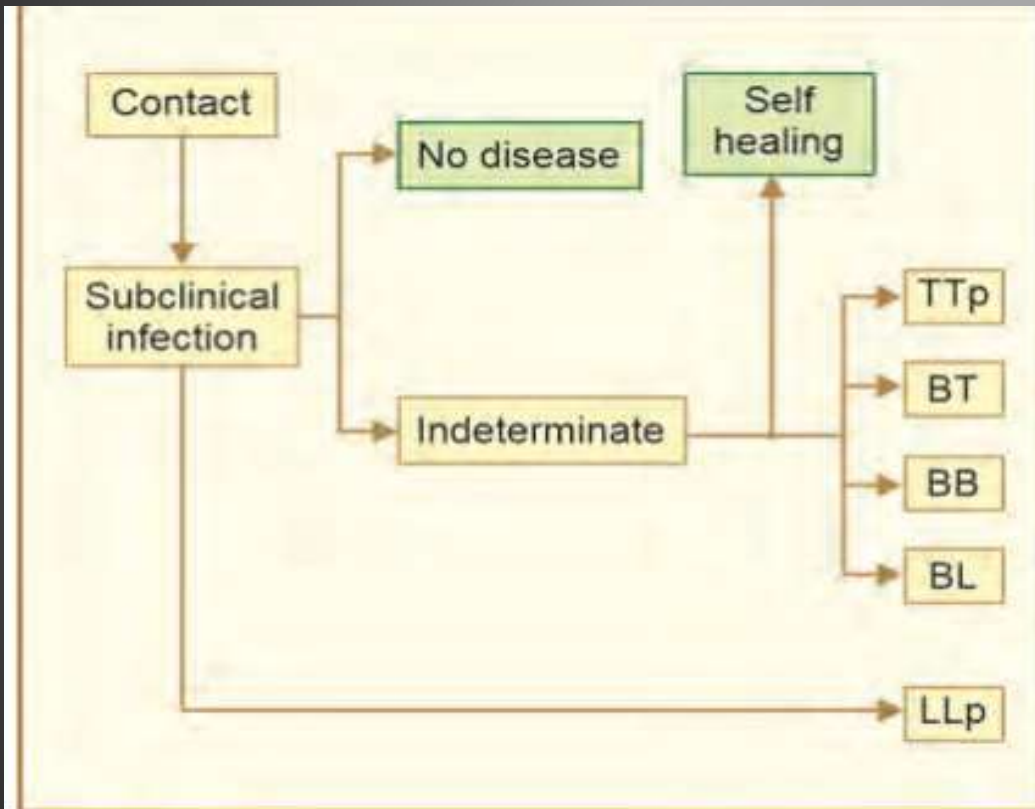 Contact
No disease
Self
healing
Subclinical
infection
Indeterminate
TTp
BT
BB
BL
LLp